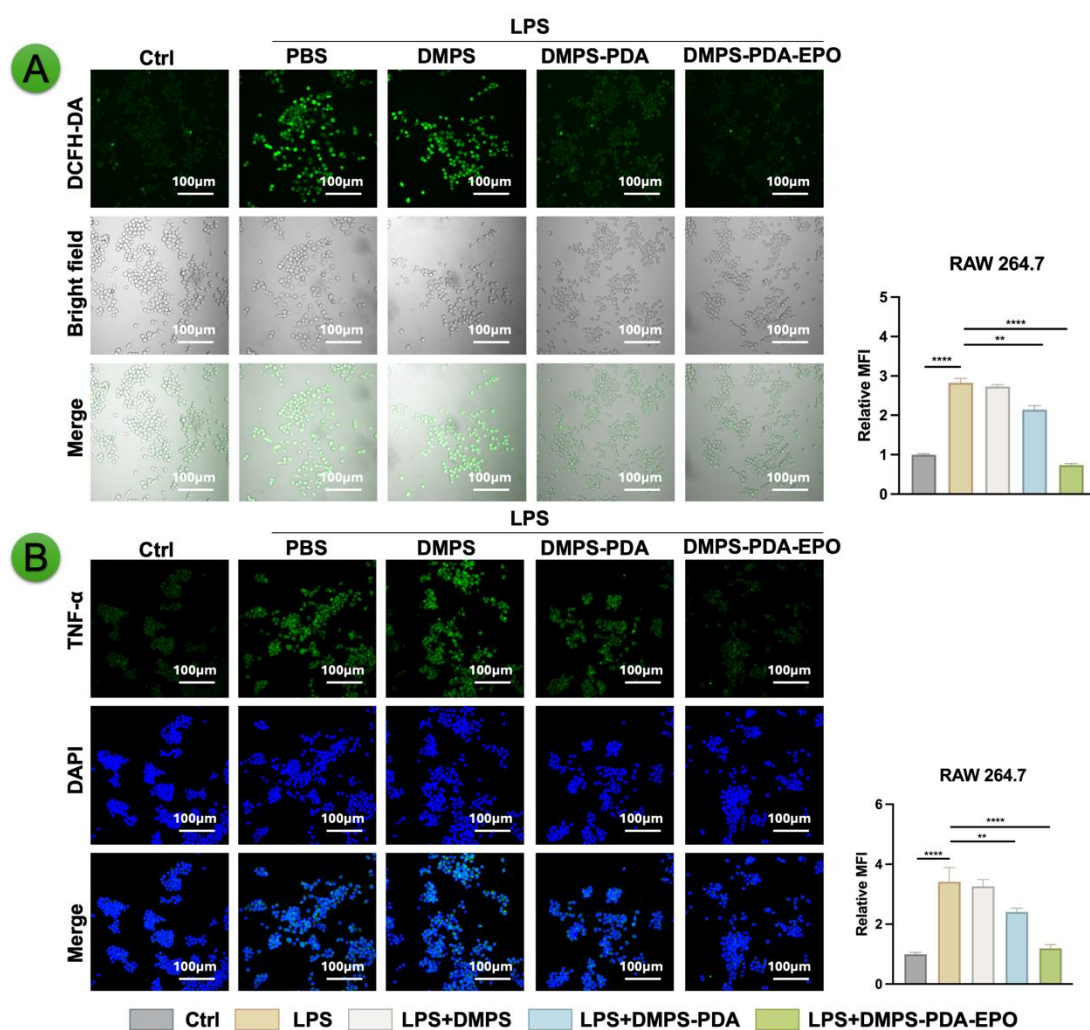 LPS
A
Ctrl PBS DMPS DMPS-PDA DMPS-PDA-EPO
DCFH-DA
100μm 100μm 100μm 100μm 100μm
Bright field
100μm 100μm 100μm 100μm 100μm
Merge
100μm 100μm 100μm 100μm 100μm
RAW 264.7
Relative MFI
5
4
3
2
1
0
****
**
****
LPS
B
Ctrl PBS DMPS DMPS-PDA DMPS-PDA-EPO
TNF-α
100μm 100μm 100μm 100μm 100μm
DAPI
100μm 100μm 100μm 100μm 100μm
Merge
100μm 100μm 100μm 100μm 100μm
RAW 264.7
Relative MFI
6
4
2
0
****
**
****
Ctrl LPS LPS+DMPS LPS+DMPS-PDA LPS+DMPS-PDA-EPO